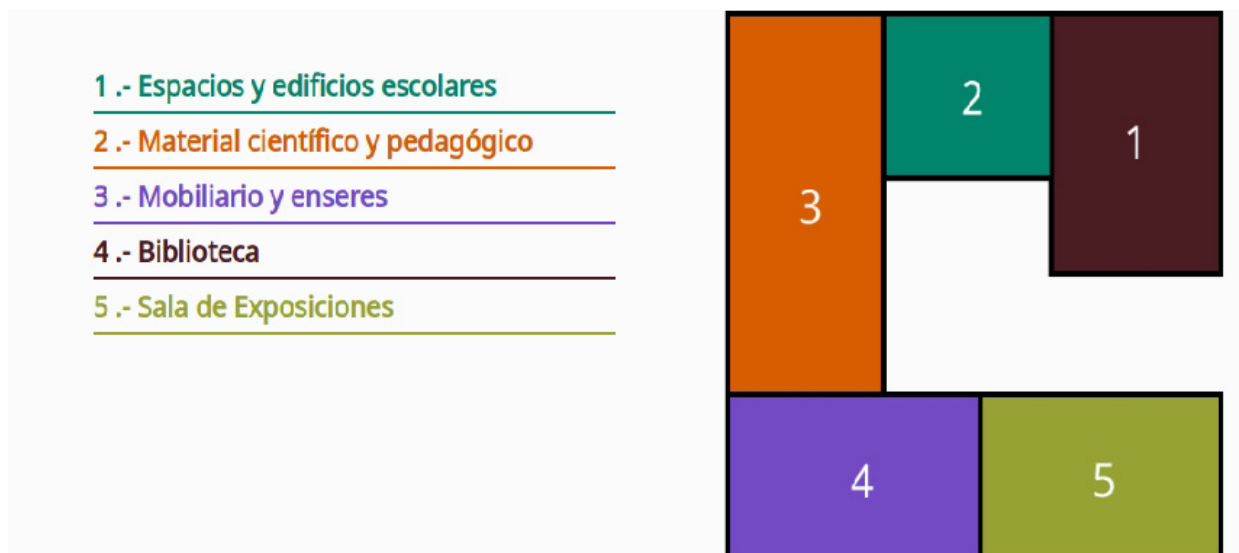 1 .- Espacios y edificios escolares
2 .- Material científico y pedagógico
3 .- Mobiliario y enseres
4 .- Biblioteca
5 .- Sala de Exposiciones
2
1
3
4
5